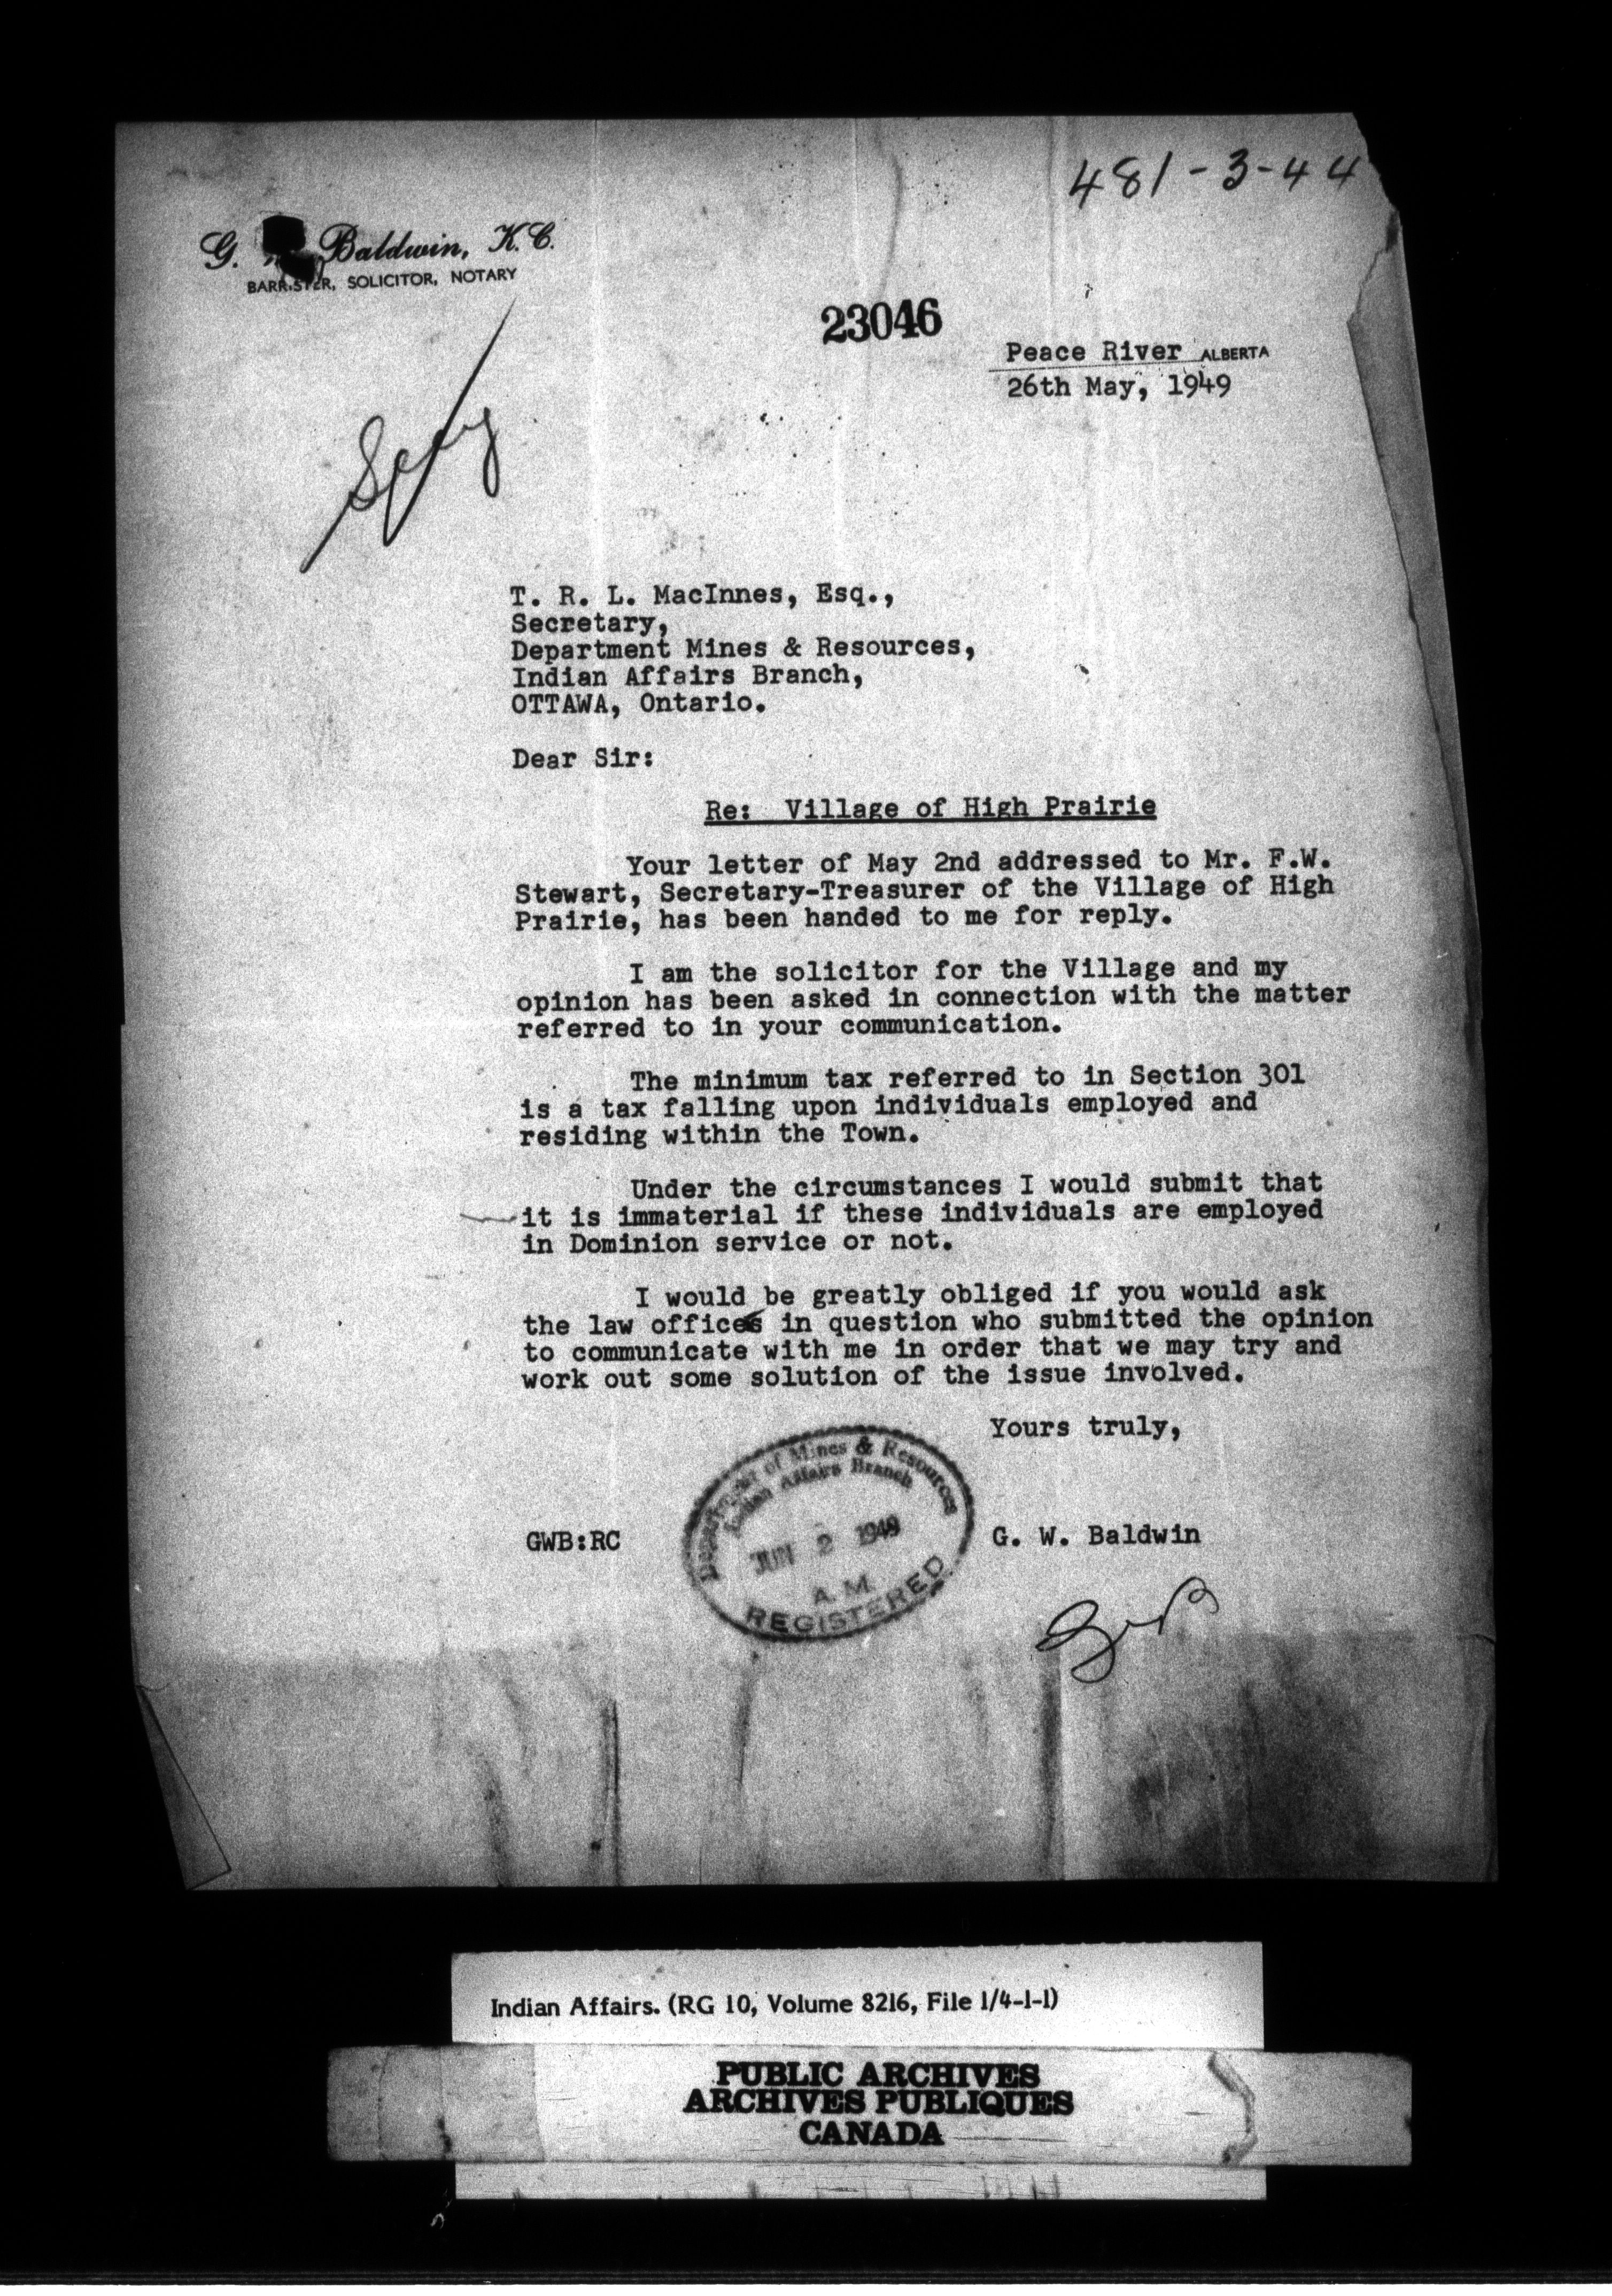 481-3-44
G. Baldwin, K.C.
BARRISTER, SOLICITOR, NOTARY
23046
Peace River ALBERTA
26th May, 1949
T. R. L. MacInnes, Esq.,
Secretary,
Department Mines & Resources,
Indian Affairs Branch,
OTTAWA, Ontario.
Dear Sir:
Re: Village of High Prairie
Your letter of May 2nd addressed to Mr. F.W.
Stewart, Secretary-Treasurer of the Village of High
Prairie, has been handed to me for reply.
I am the solicitor for the Village and my
opinion has been asked in connection with the matter
referred to in your communication.
The minimum tax referred to in Section 301
is a tax falling upon individuals employed and
residing within the Town.
Under the circumstances I would submit that
it is immaterial if these individuals are employed
in Dominion service or not.
I would be greatly obliged if you would ask
the law offices in question who submitted the opinion
to communicate with me in order that we may try and
work out some solution of the issue involved.
Yours truly,
Department of Mines & Resources
Indian Affairs Branch
JUN 2 1949
A.M.
REGISTERED
GWB:RC
G. W. Baldwin
GWB
Indian Affairs. (RG 10, Volume 8216, File 1/4-1-1)
PUBLIC ARCHIVES
ARCHIVES PUBLIQUES
CANADA